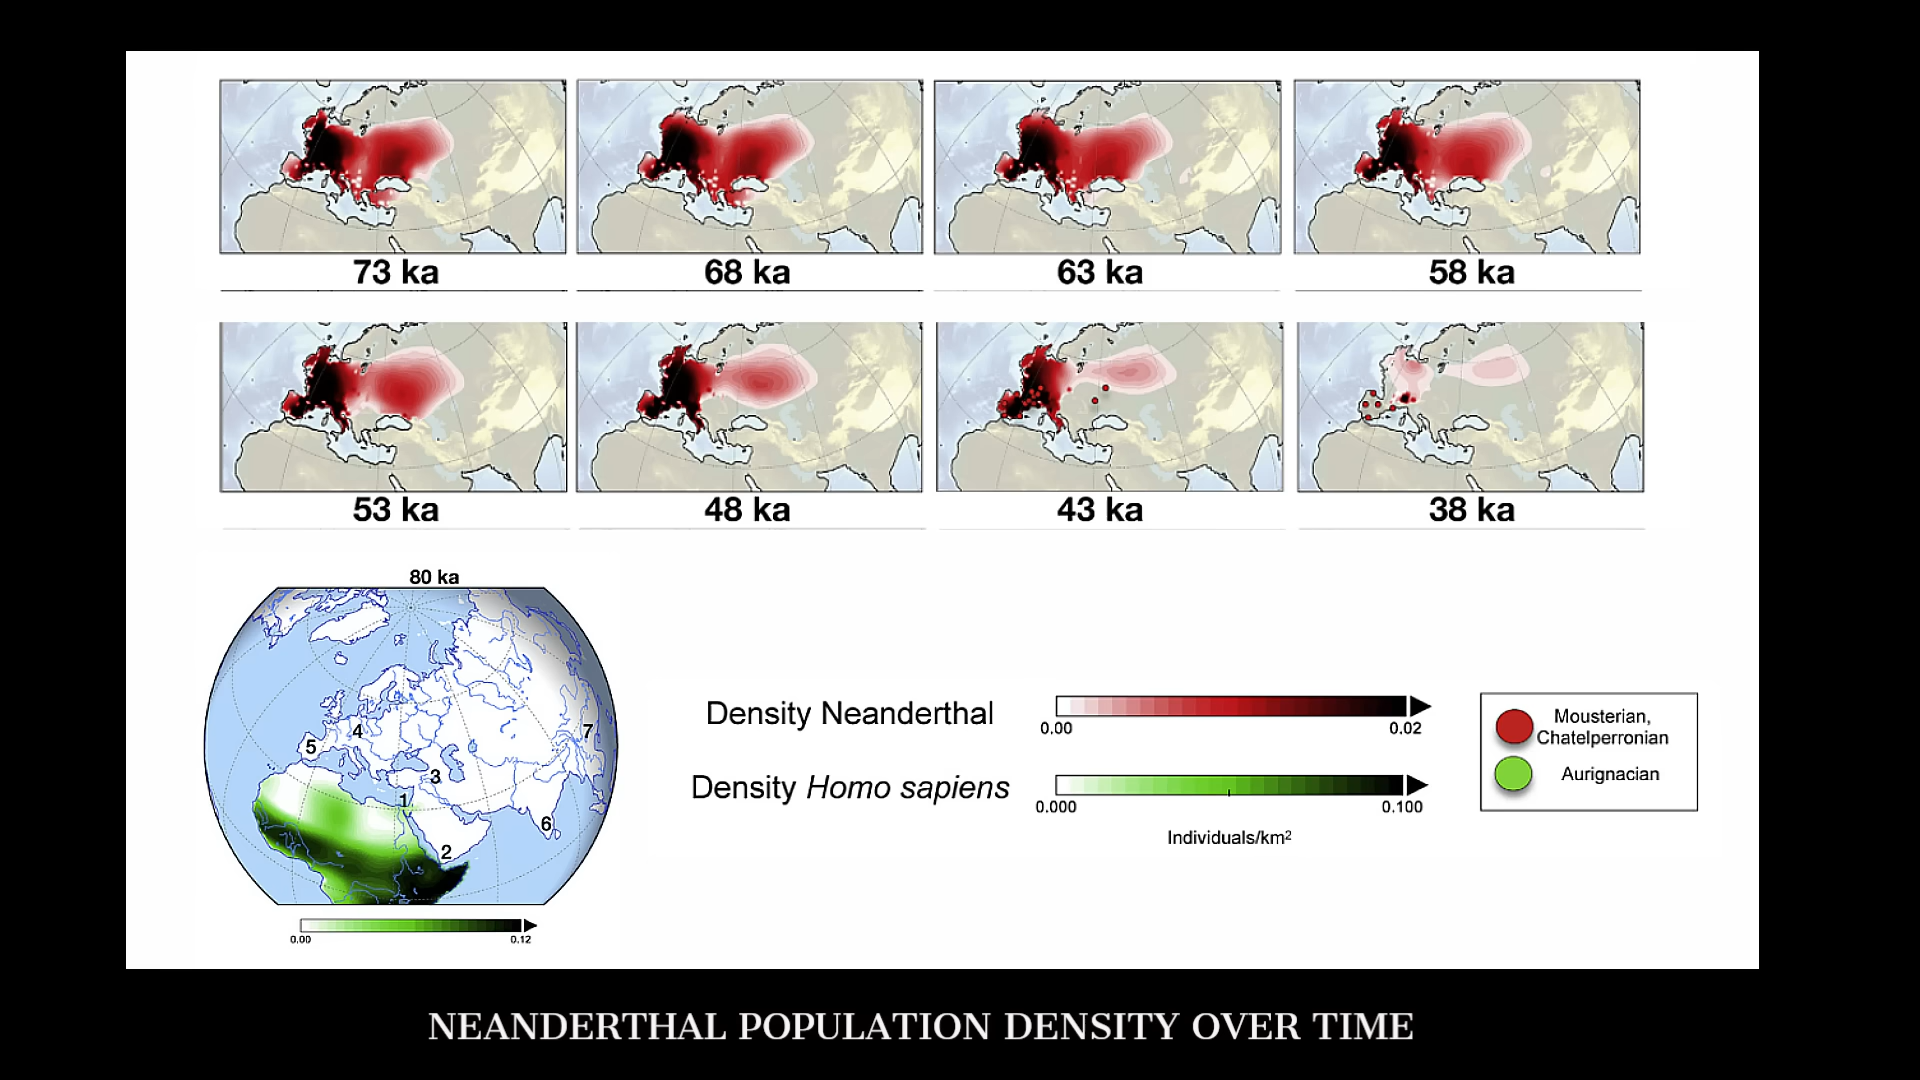 73 ka
68 ka
63 ka
58 ka
53 ka
48 ka
43 ka
38 ka
80 ka
1
2
3
4
5
6
7
0.00
0.12
Density Neanderthal
0.00
0.02
Density Homo sapiens
0.000
0.100
Individuals/km²
Mousterian,
Chatelperronian
Aurignacian
NEANDERTHAL POPULATION DENSITY OVER TIME